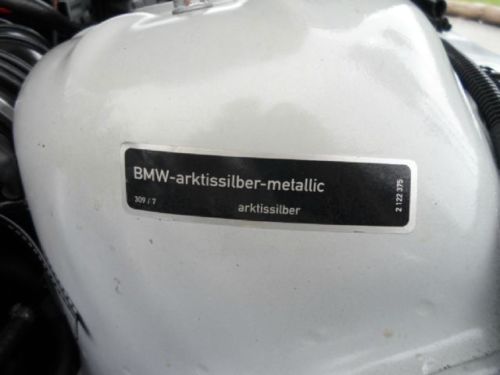 BMW-arktissilber-metallic
309 / 7
arktissilber
2 122 375